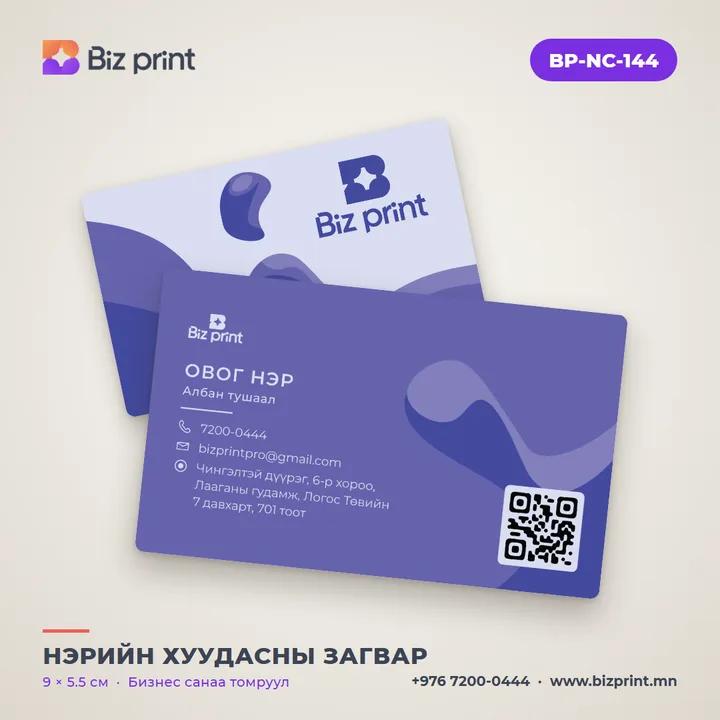 Biz print
BP-NC-144
Biz print
Biz print
ОВОГ НЭР
Албан тушаал
7200-0444
bizprintpro@gmail.com
Чингэлтэй дүүрэг, 6-р хороо,
Лааганы гудамж, Логос Төвийн
7 давхарт, 701 тоот
НЭРИЙН ХУУДАСНЫ ЗАГВАР
9 × 5.5 см · Бизнес санаа томруул
+976 7200-0444 · www.bizprint.mn